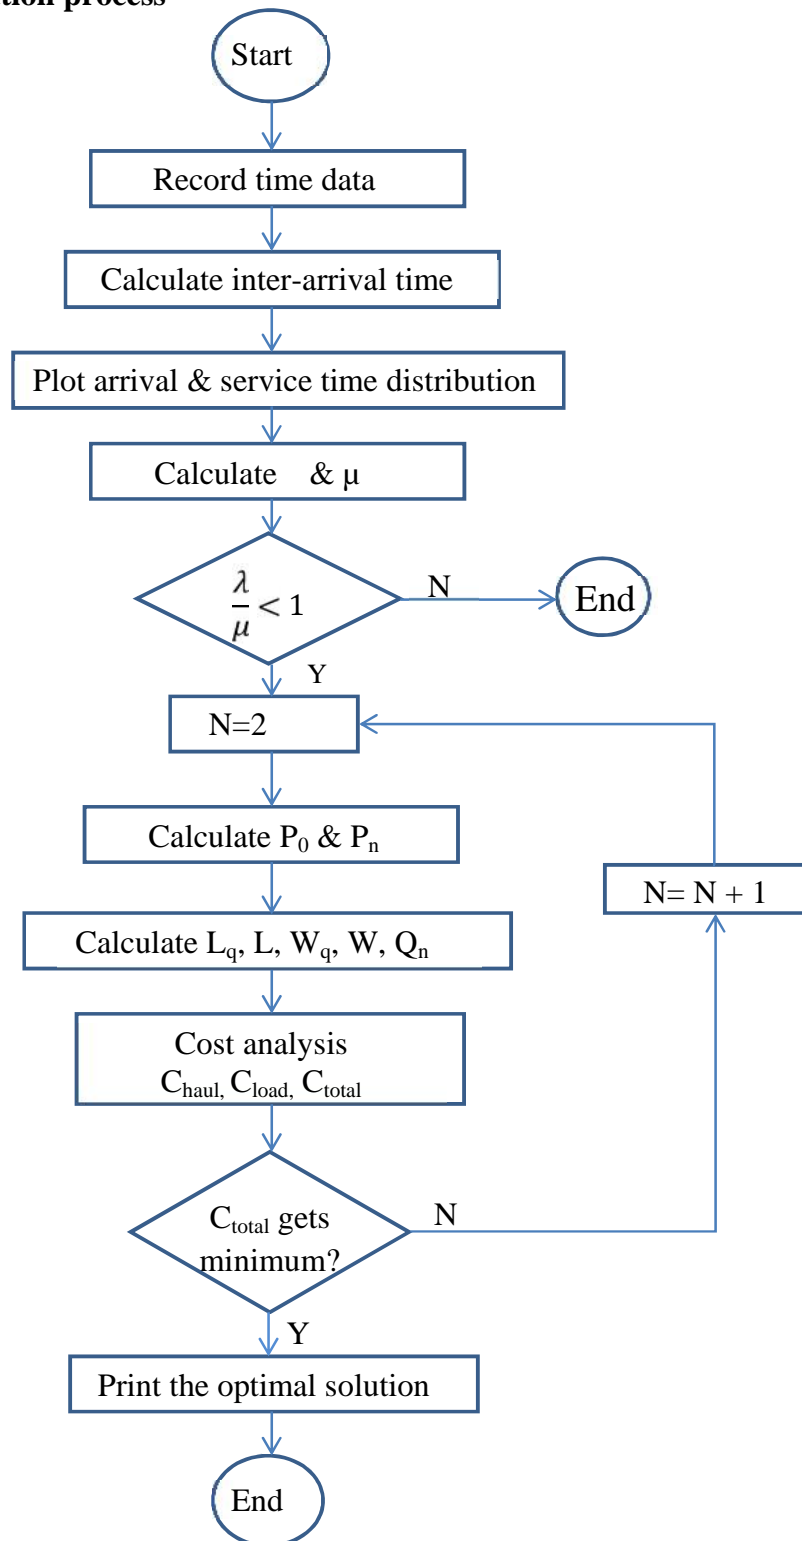 tion process
Start
Record time data
Calculate inter-arrival time
Plot arrival & service time distribution
Calculate & μ
λ/μ < 1
N
End
Y
N=2
Calculate P0 & Pn
N= N + 1
Calculate Lq, L, Wq, W, Qn
Cost analysis
Chaul, Cload, Ctotal
Ctotal gets
minimum?
N
Y
Print the optimal solution
End